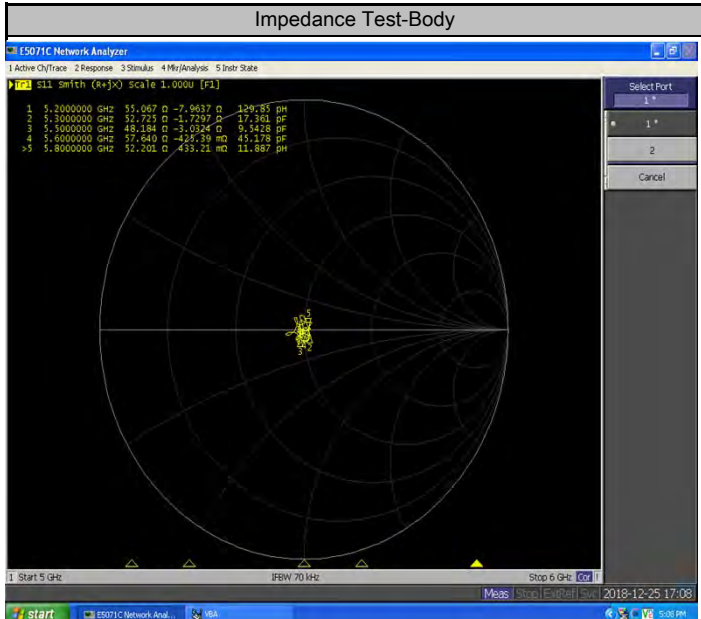 Impedance Test-Body
E5071C Network Analyzer
1 Active Ch/Trace 2 Response 3 Stimulus 4 Mkr/Analysis 5 Instr State
Tr1 S11 Smith (R+jX) Scale 1.000U [F1]
1 5.2000000 GHz 55.067 Ω -7.9637 Ω 129.85 pH
2 5.3000000 GHz 52.725 Ω -1.7297 Ω 17.361 pF
3 5.5000000 GHz 48.184 Ω -3.0324 Ω 9.5428 pF
4 5.6000000 GHz 57.640 Ω -425.39 mΩ 45.178 pF
>5 5.8000000 GHz 52.201 Ω 433.21 mΩ 11.887 pH
Select Port
1 *
1 *
2
Cancel
5
3
2
1 Start 5 GHz
IFBW 70 kHz
Stop 6 GHz Cor !
Meas Stop ExtRef Svc 2018-12-25 17:08
start
E5071C Network Anal...
VBA
5:08 PM